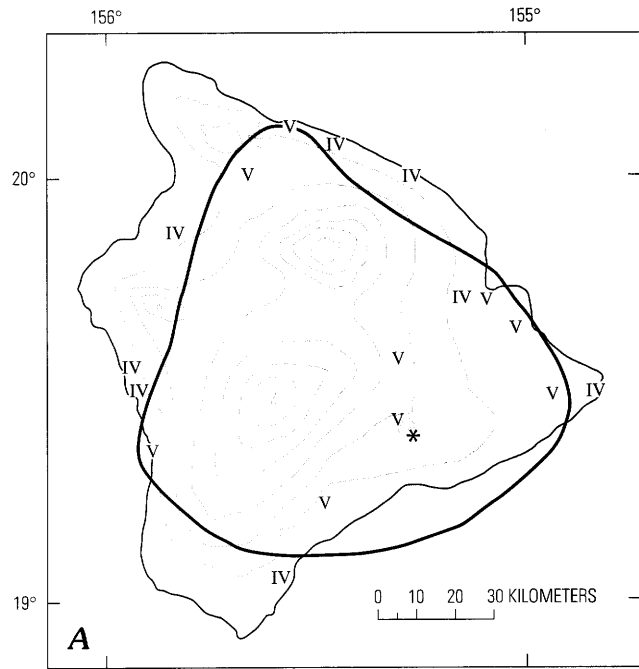 156° 155°
V
IV
20° V IV
IV
IV V
V
V
IV
IV V IV
V
*
V
V
IV
19° 0 10 20 30 KILOMETERS
A